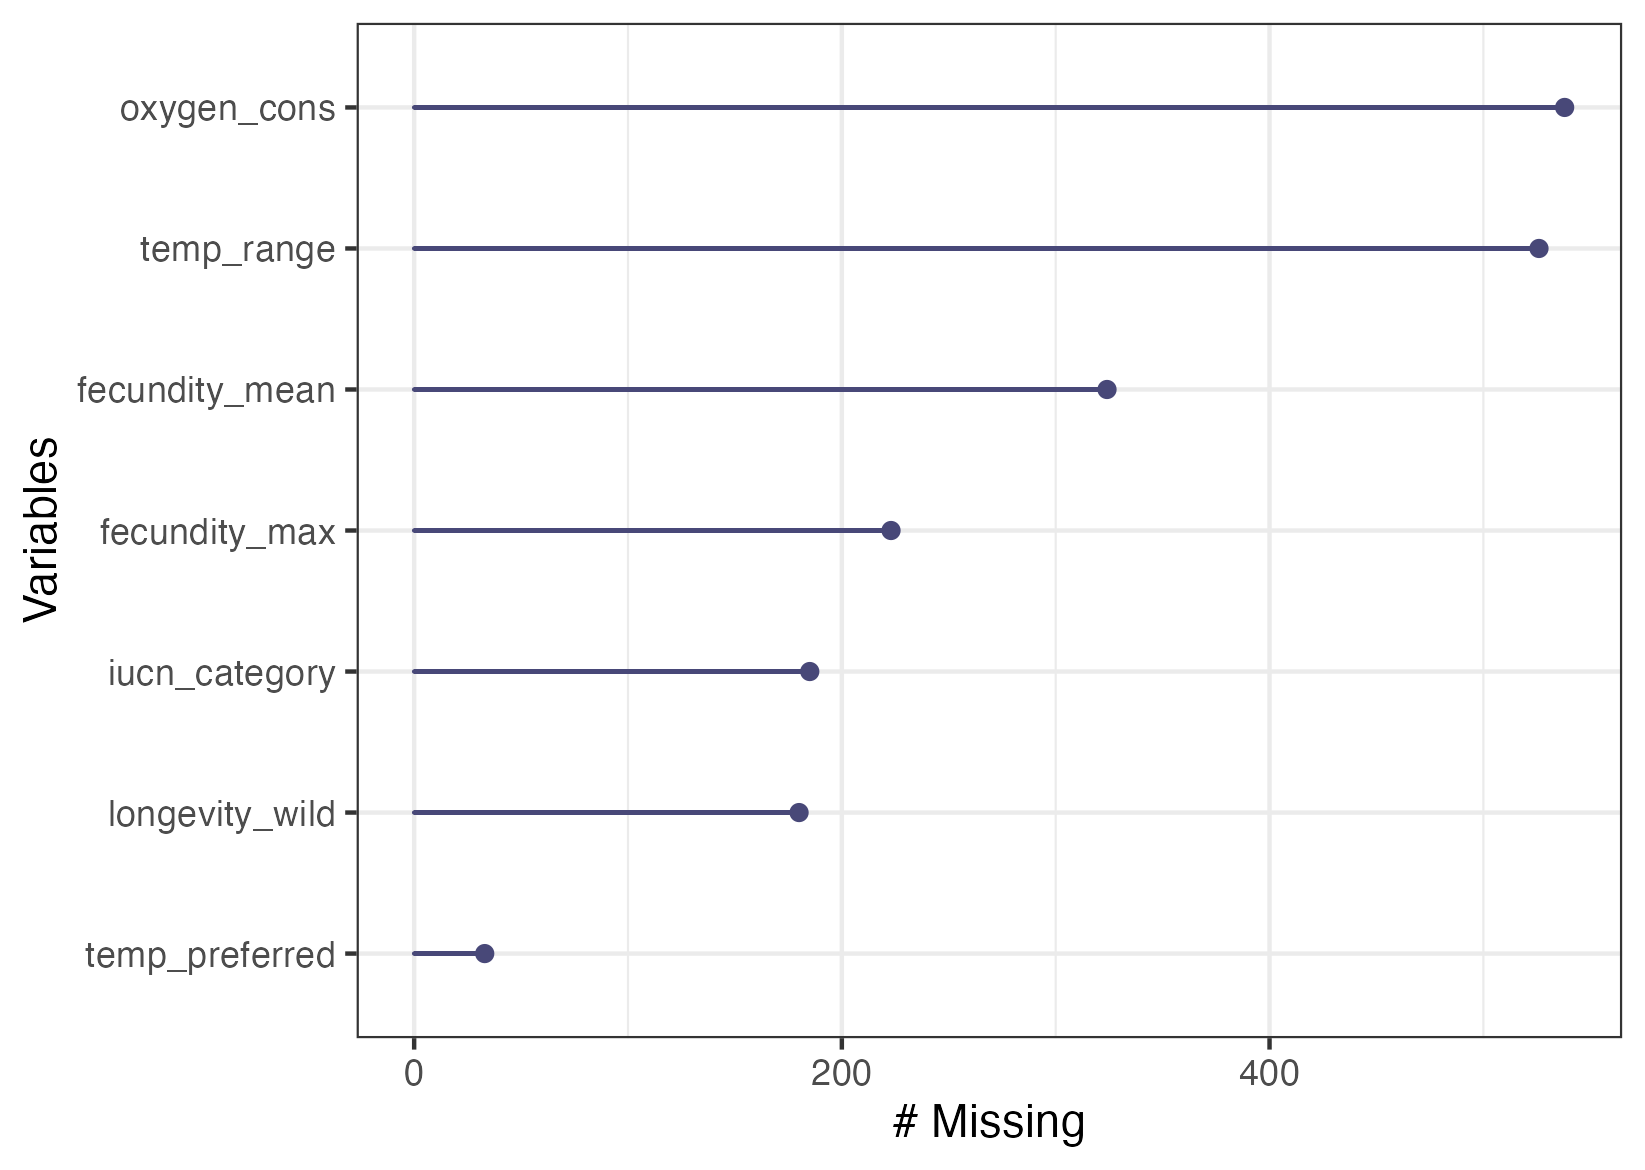 oxygen_cons
temp_range
fecundity_mean
fecundity_max
iucn_category
longevity_wild
temp_preferred
Variables
0
200
400
# Missing